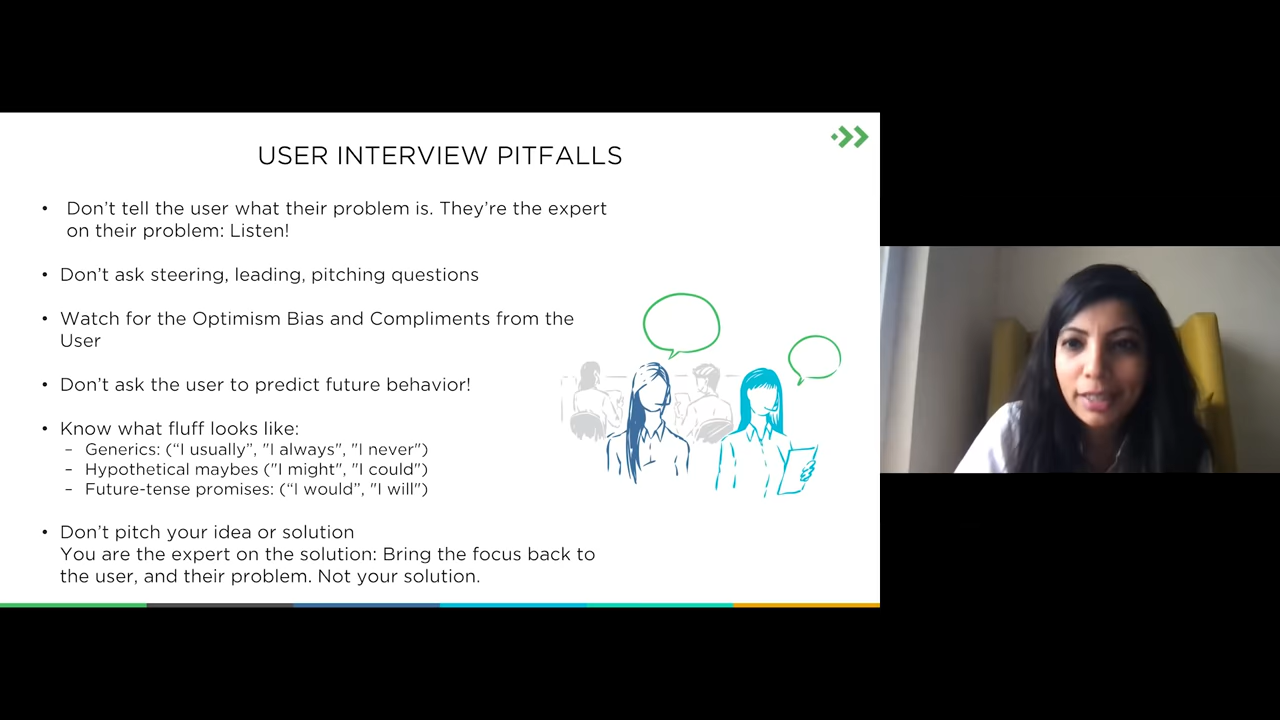 USER INTERVIEW PITFALLS
• Don’t tell the user what their problem is. They’re the expert
on their problem: Listen!
• Don’t ask steering, leading, pitching questions
• Watch for the Optimism Bias and Compliments from the
User
• Don’t ask the user to predict future behavior!
• Know what fluff looks like:
– Generics: (“I usually”, "I always", "I never")
– Hypothetical maybes ("I might", "I could")
– Future-tense promises: (“I would”, "I will")
• Don’t pitch your idea or solution
You are the expert on the solution: Bring the focus back to
the user, and their problem. Not your solution.